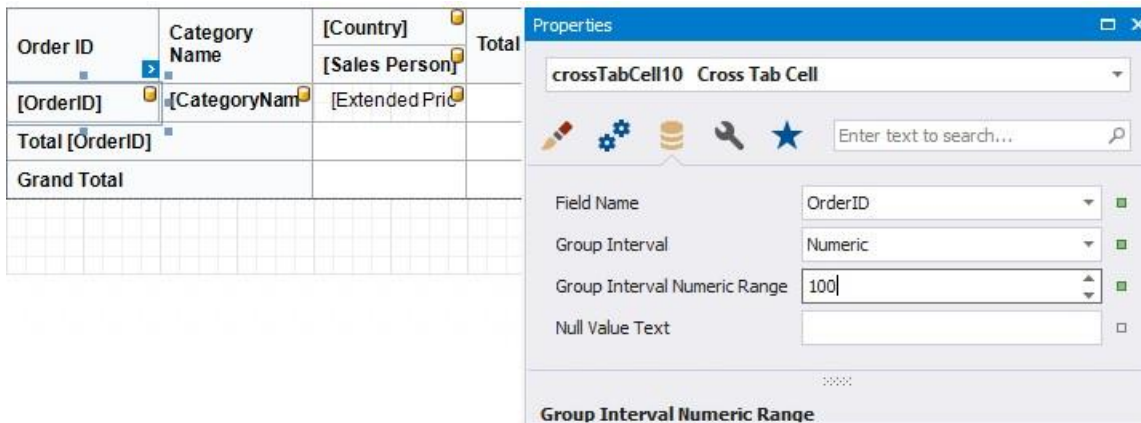 Order ID
Category
Name
[Country]
[Sales Person]
Total
[OrderID]
[CategoryNam
[Extended Pric
Total [OrderID]
Grand Total
Properties
crossTabCell10 Cross Tab Cell
Enter text to search...
Field Name OrderID
Group Interval Numeric
Group Interval Numeric Range 100
Null Value Text
Group Interval Numeric Range